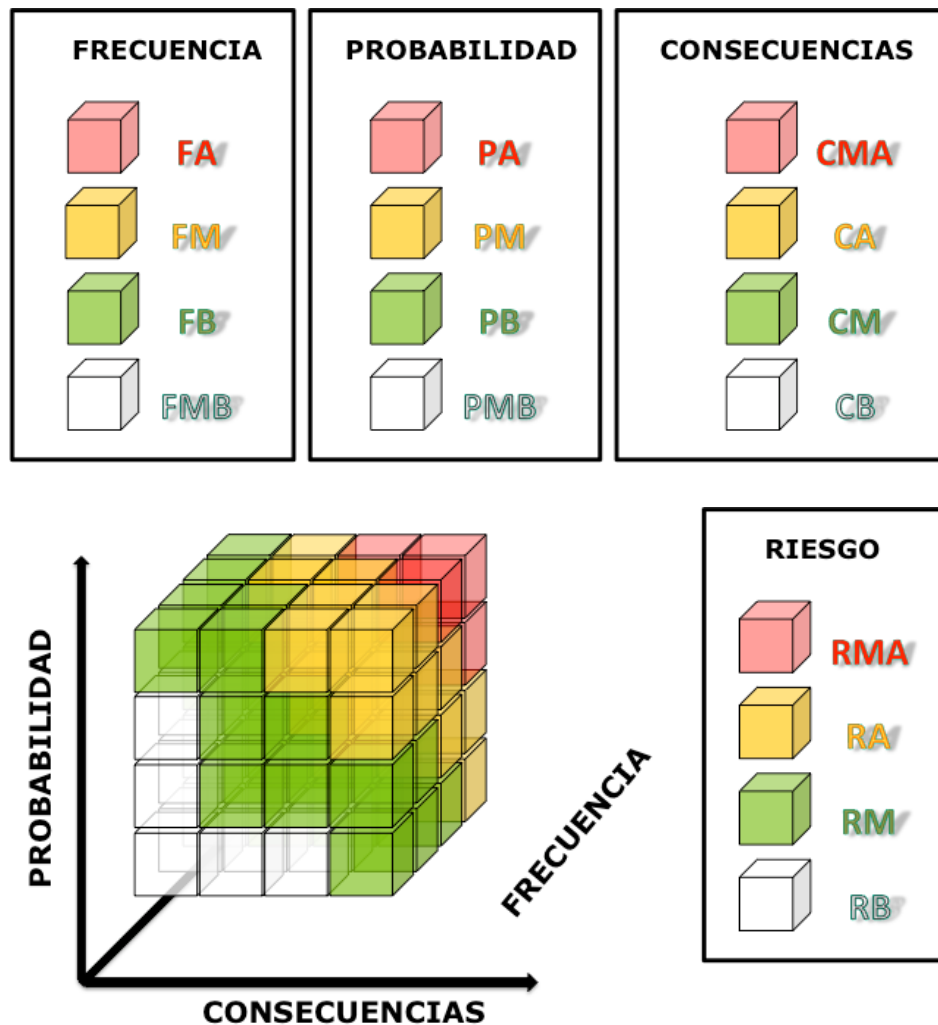 FRECUENCIA
FA
FM
FB
FMB
PROBABILIDAD
PA
PM
PB
PMB
CONSECUENCIAS
CMA
CA
CM
CB
PROBABILIDAD
FRECUENCIA
CONSECUENCIAS
RIESGO
RMA
RA
RM
RB